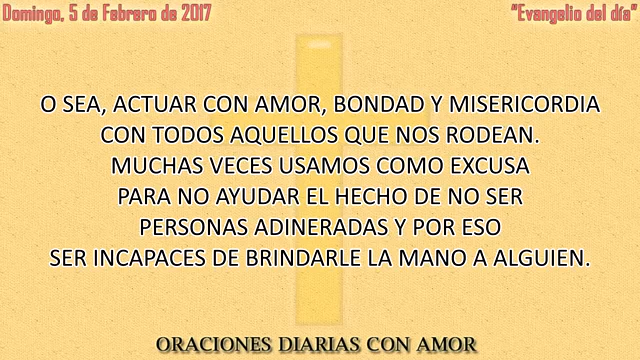 Domingo, 5 de Febrero de 2017
"Evangelio del día"
O SEA, ACTUAR CON AMOR, BONDAD Y MISERICORDIA
CON TODOS AQUELLOS QUE NOS RODEAN.
MUCHAS VECES USAMOS COMO EXCUSA
PARA NO AYUDAR EL HECHO DE NO SER
PERSONAS ADINERADAS Y POR ESO
SER INCAPACES DE BRINDARLE LA MANO A ALGUIEN.
ORACIONES DIARIAS CON AMOR